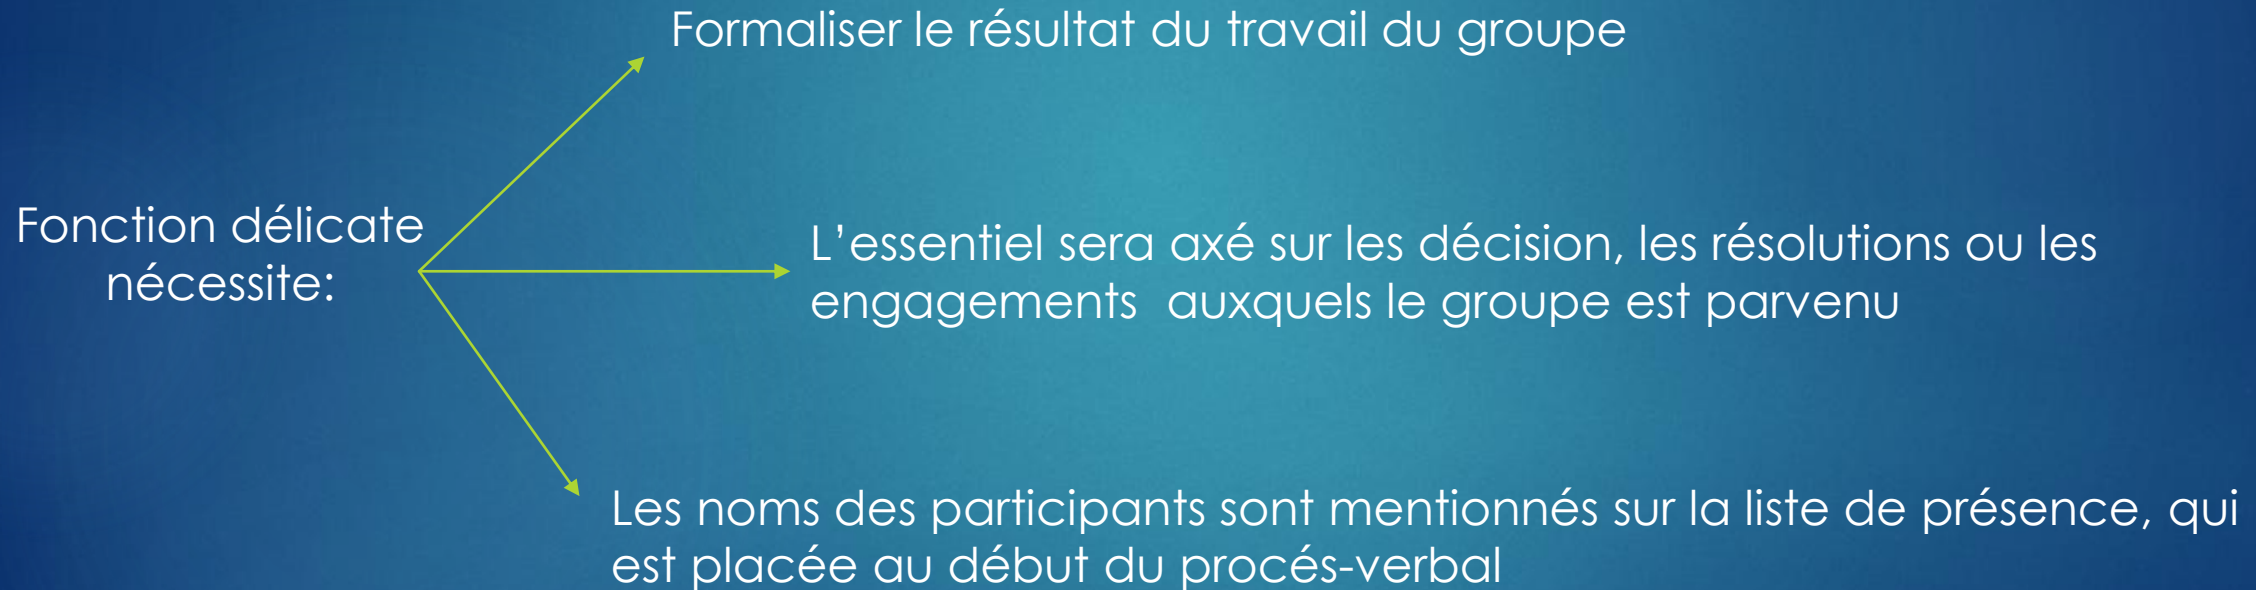 Formaliser le résultat du travail du groupe
Fonction délicate
nécessite:
L’essentiel sera axé sur les décision, les résolutions ou les
engagements  auxquels le groupe est parvenu
Les noms des participants sont mentionnés sur la liste de présence, qui
est placée au début du procés-verbal